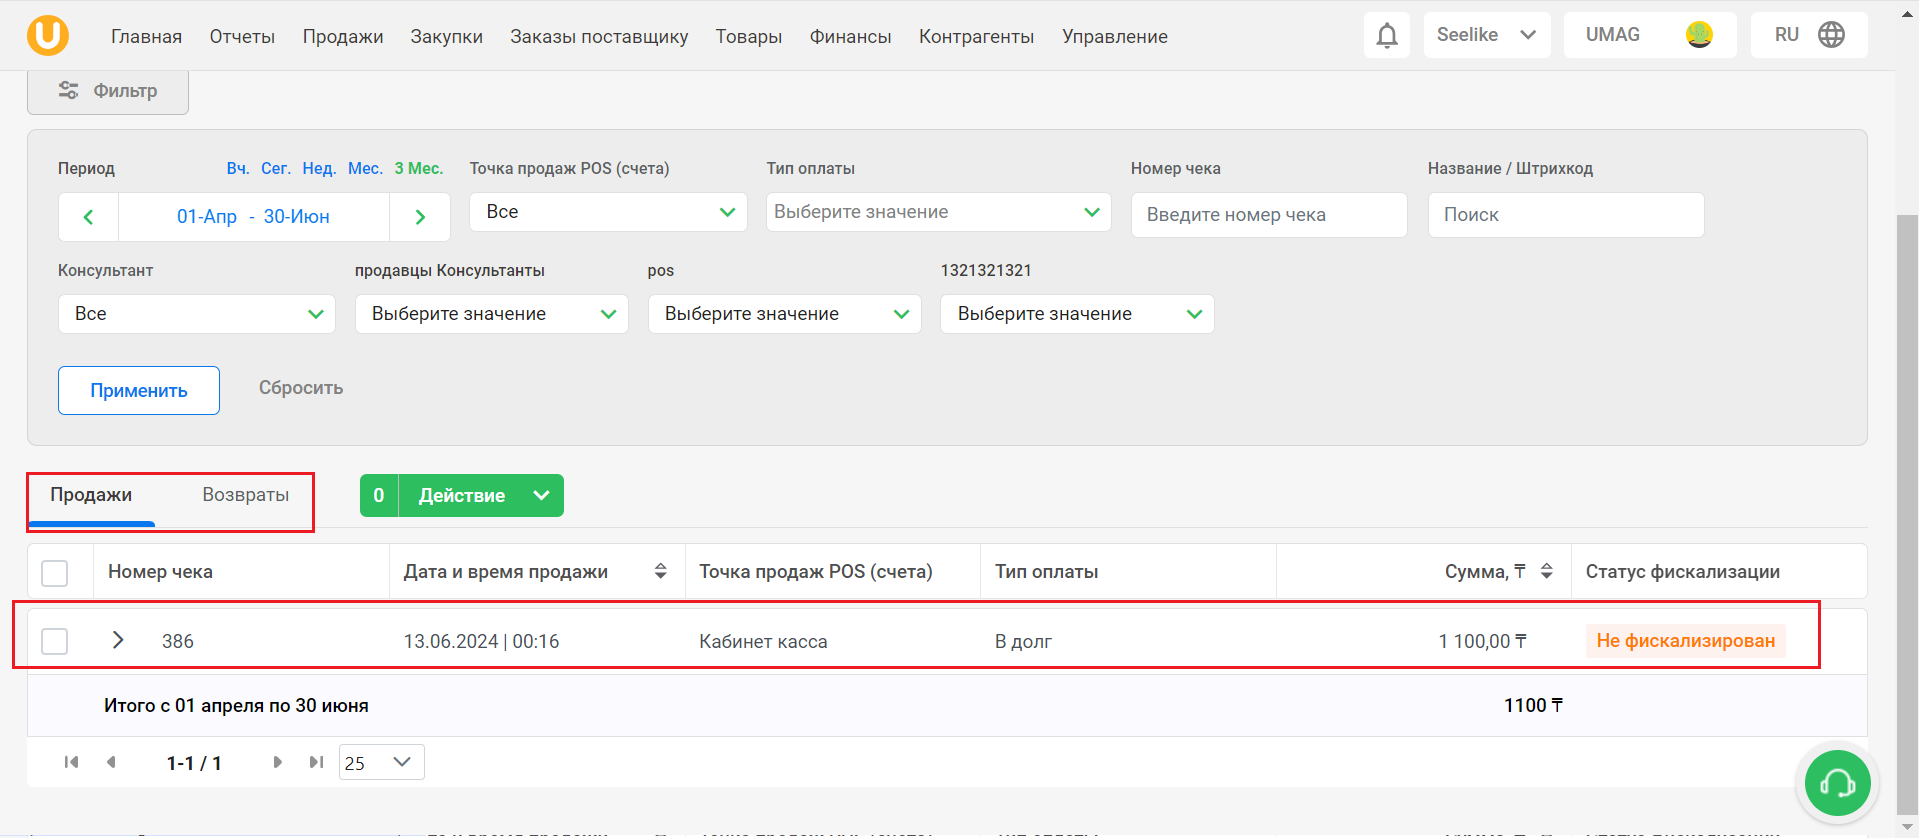 U Главная Отчеты Продажи Закупки Заказы поставщику Товары Финансы Контрагенты Управление Seelike UMAG RU
Фильтр
Период Вч. Сег. Нед. Мес. 3 Мес. Точка продаж POS (счета) Тип оплаты Номер чека Название / Штрихкод
01-Апр - 30-Июн Все Выберите значение Введите номер чека Поиск
Консультант продавцы Консультанты pos 1321321321
Все Выберите значение Выберите значение Выберите значение
Применить Сбросить
Продажи Возвраты 0 Действие
Номер чека Дата и время продажи Точка продаж POS (счета) Тип оплаты Сумма, ₸ Статус фискализации
386 13.06.2024 | 00:16 Кабинет касса В долг 1 100,00 ₸ Не фискализирован
Итого с 01 апреля по 30 июня 1100 ₸
1-1 / 1 25